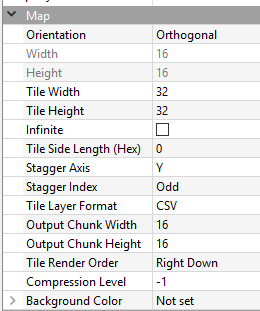 Map
Orientation Orthogonal
Width 16
Height 16
Tile Width 32
Tile Height 32
Infinite
Tile Side Length (Hex) 0
Stagger Axis Y
Stagger Index Odd
Tile Layer Format CSV
Output Chunk Width 16
Output Chunk Height 16
Tile Render Order Right Down
Compression Level -1
Background Color Not set